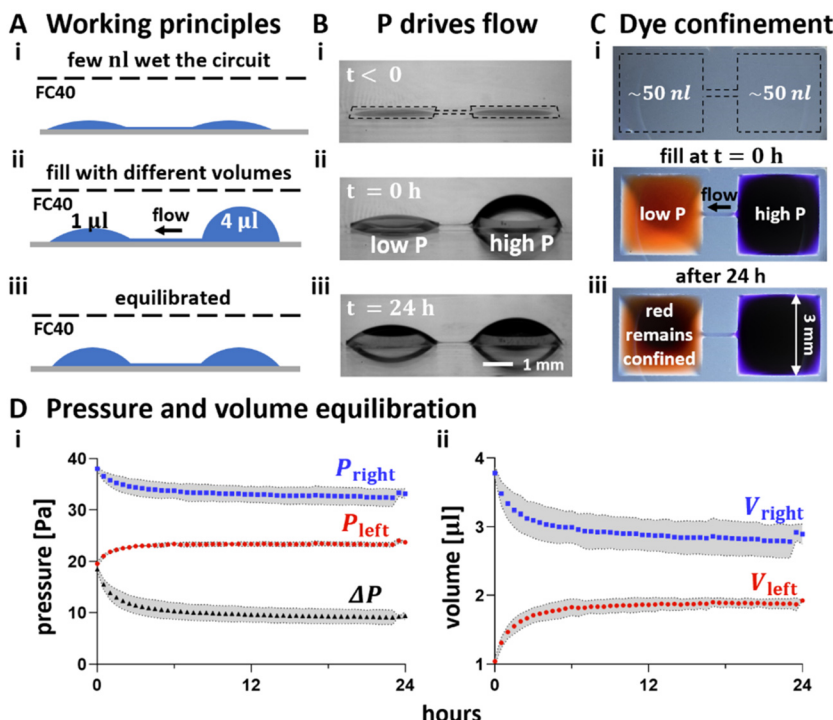 A Working principles
i
few nl wet the circuit
FC40
ii
fill with different volumes
FC40
1 µl
flow
4 µl
iii
equilibrated
FC40
B P drives flow
i
t < 0
ii
t = 0 h
low P
high P
iii
t = 24 h
1 mm
C Dye confinement
i
~50 nl
~50 nl
ii
fill at t = 0 h
flow
low P
high P
iii
after 24 h
red
remains
confined
3 mm
D Pressure and volume equilibration
i
pressure [Pa]
40
30
20
10
0
P right
P left
ΔP
0
12
24
ii
volume [µl]
4
3
2
1
V right
V left
0
12
24
hours